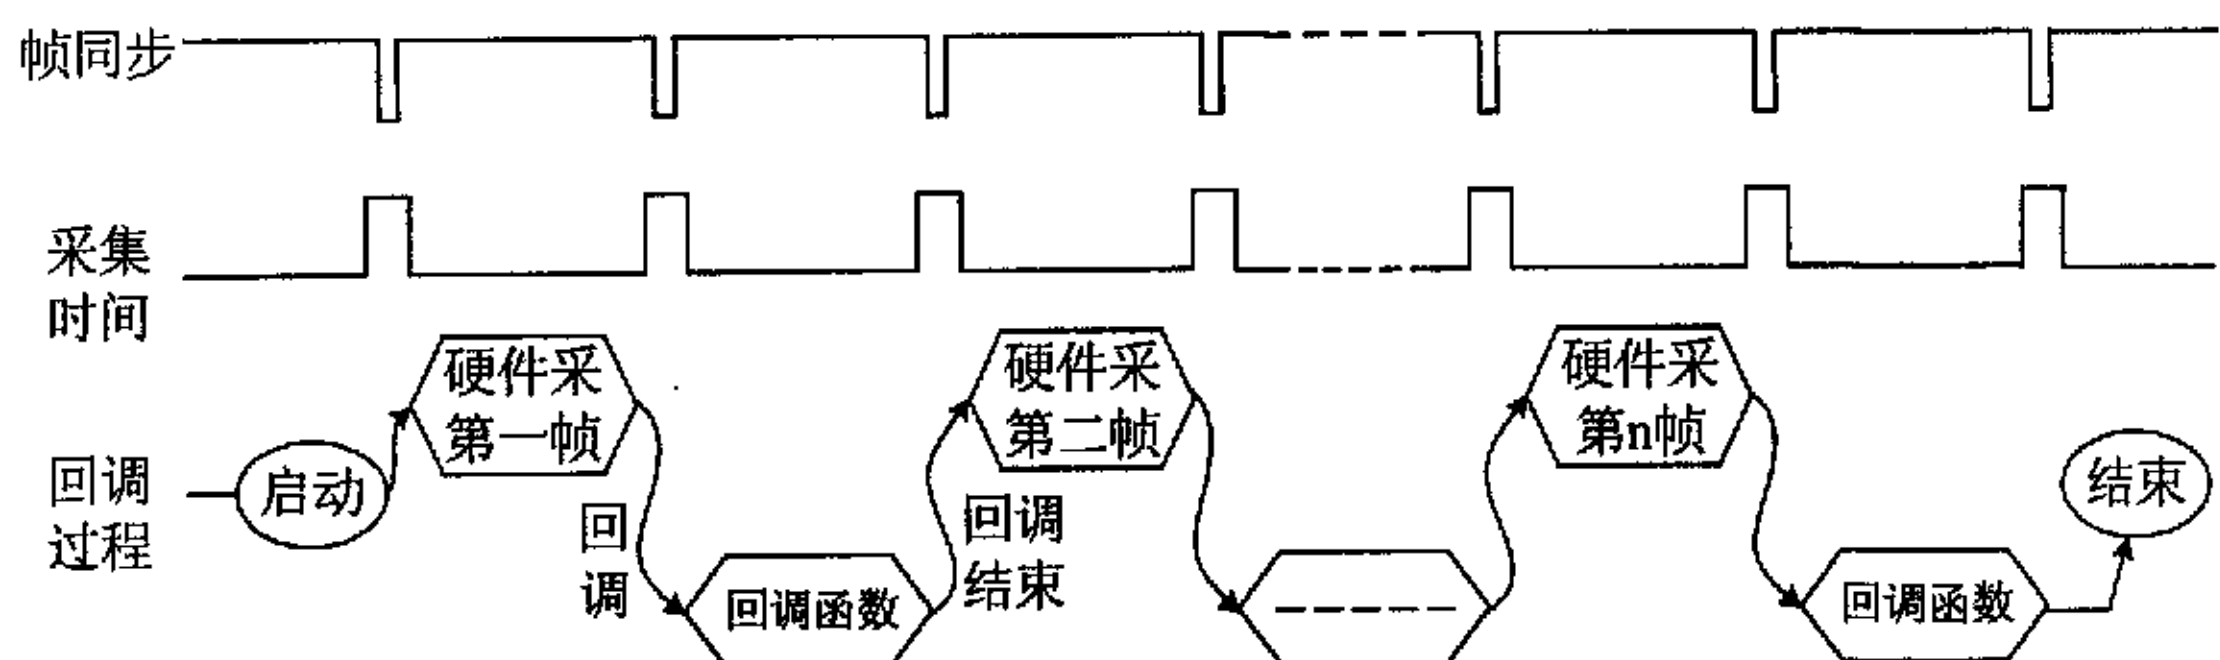 帧同步
采集
时间
硬件采
第一帧
硬件采
第二帧
硬件采
第n帧
回调
过程
启动
回
调
回调
结束
结束
回调函数
回调函数